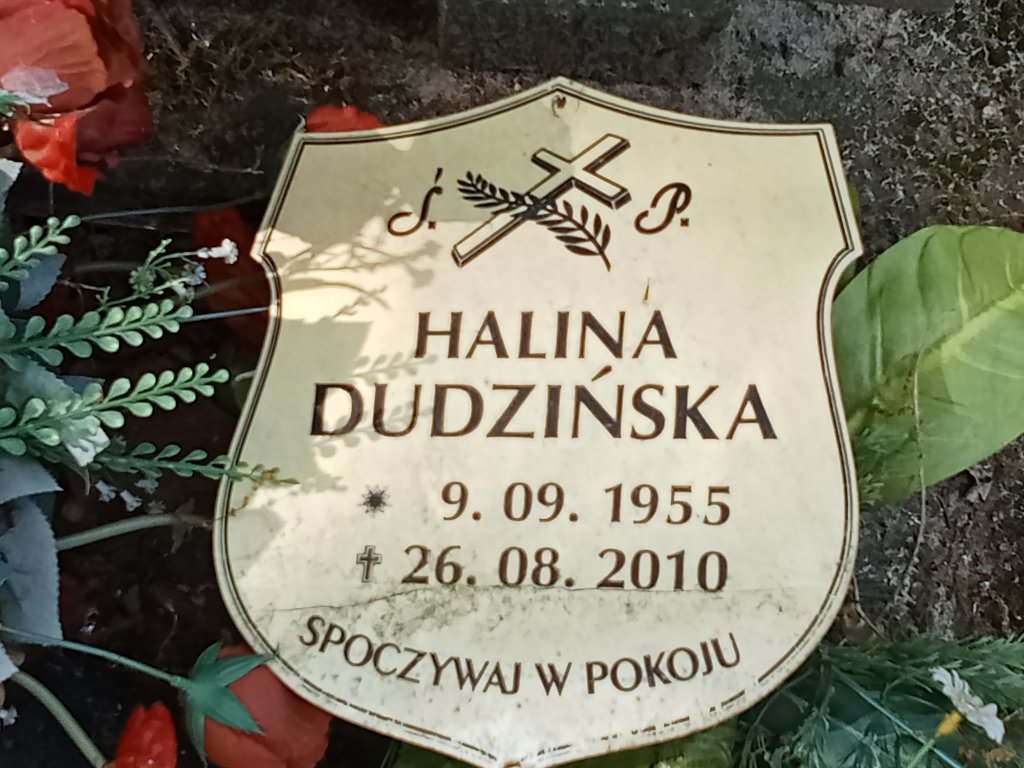 Ś. P.
HALINA
DUDZIŃSKA
9. 09. 1955
26. 08. 2010
SPOCZYWAJ W POKOJU